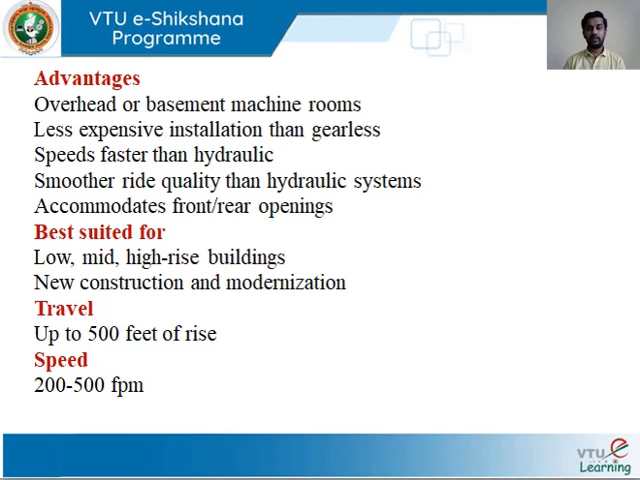 VTU e-Shikshana
Programme
Advantages
Overhead or basement machine rooms
Less expensive installation than gearless
Speeds faster than hydraulic
Smoother ride quality than hydraulic systems
Accommodates front/rear openings
Best suited for
Low, mid, high-rise buildings
New construction and modernization
Travel
Up to 500 feet of rise
Speed
200-500 fpm
VTU e
Learning